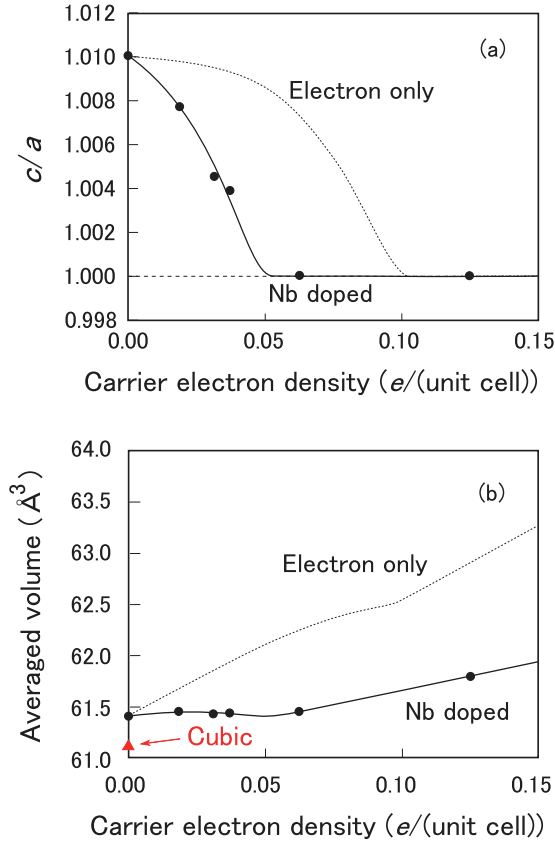 1.012
(a)
1.010
Electron only
1.008
1.006
c/a
1.004
1.002
1.000
Nb doped
0.998
0.00 0.05 0.10 0.15
Carrier electron density (e/(unit cell))
64.0
(b)
63.5
63.0
Electron only
62.5
Averaged volume (Å³)
62.0
61.5
Nb doped
Cubic
61.0
0.00 0.05 0.10 0.15
Carrier electron density (e/(unit cell))